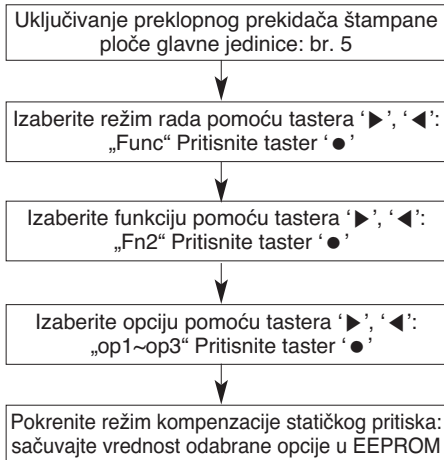 Uključivanje preklopnog prekidača štampane
ploče glavne jedinice: br. 5
Izaberite režim rada pomoću tastera ‘▶’, ‘◀’:
„Func“ Pritisnite taster ‘●’
Izaberite funkciju pomoću tastera ‘▶’, ‘◀’:
„Fn2“ Pritisnite taster ‘●’
Izaberite opciju pomoću tastera ‘▶’, ‘◀’:
„op1~op3“ Pritisnite taster ‘●’
Pokrenite režim kompenzacije statičkog pritiska:
sačuvajte vrednost odabrane opcije u EEPROM